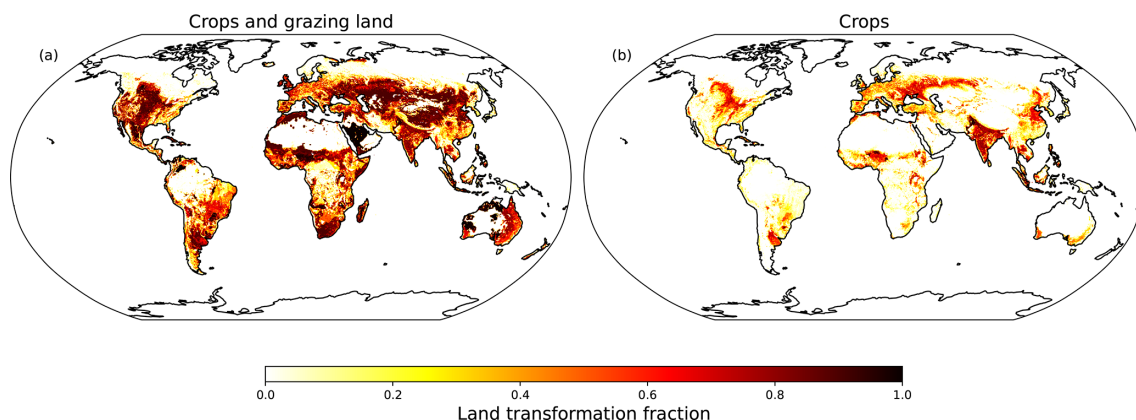 Crops and grazing land
Crops
(a)
(b)
0.0 0.2 0.4 0.6 0.8 1.0
Land transformation fraction